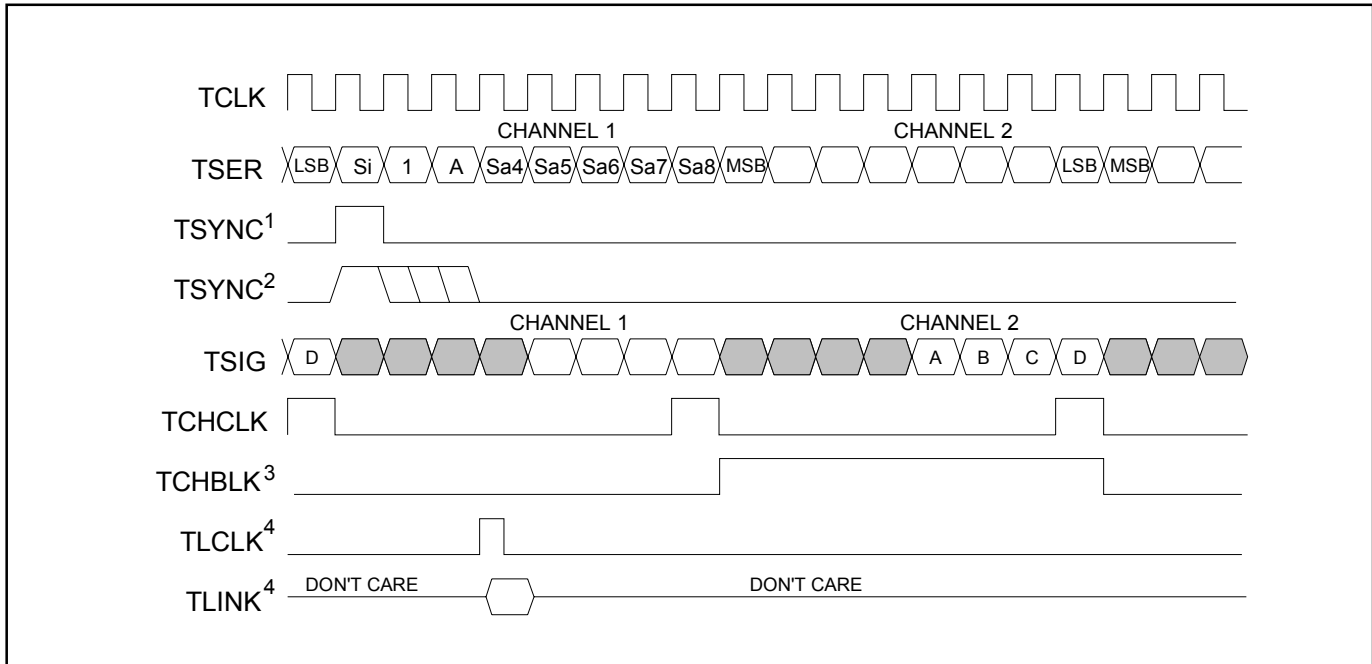 TCLK
CHANNEL 1 CHANNEL 2
TSER LSB Si 1 A Sa4 Sa5 Sa6 Sa7 Sa8 MSB LSB MSB
TSYNC1
TSYNC2
CHANNEL 1 CHANNEL 2
TSIG D A B C D
TCHCLK
TCHBLK3
TLCLK4
TLINK4 DON'T CARE DON'T CARE